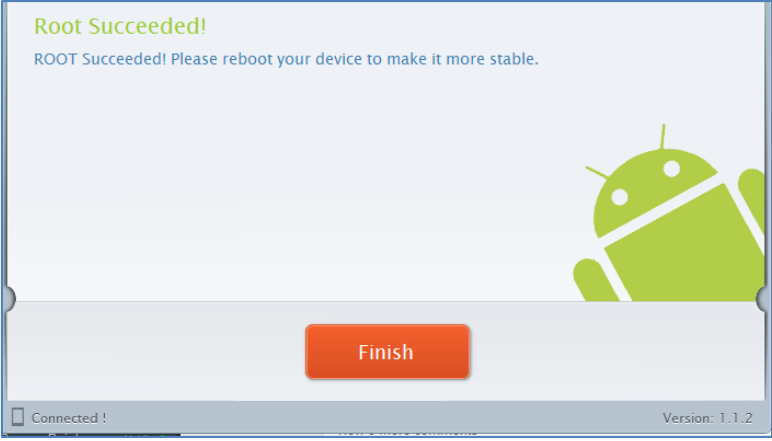 Root Succeeded!
ROOT Succeeded! Please reboot your device to make it more stable.
Finish
Connected !
Version: 1.1.2